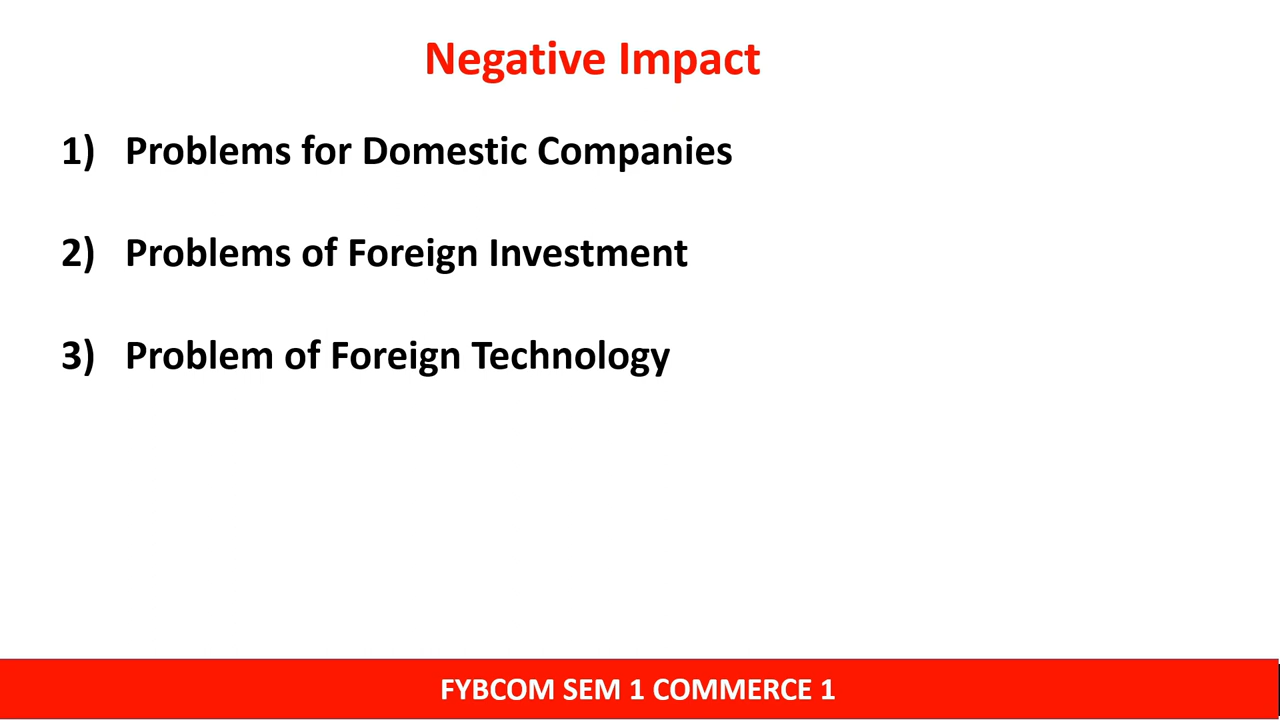 Negative Impact
1) Problems for Domestic Companies
2) Problems of Foreign Investment
3) Problem of Foreign Technology
FYBCOM SEM 1 COMMERCE 1